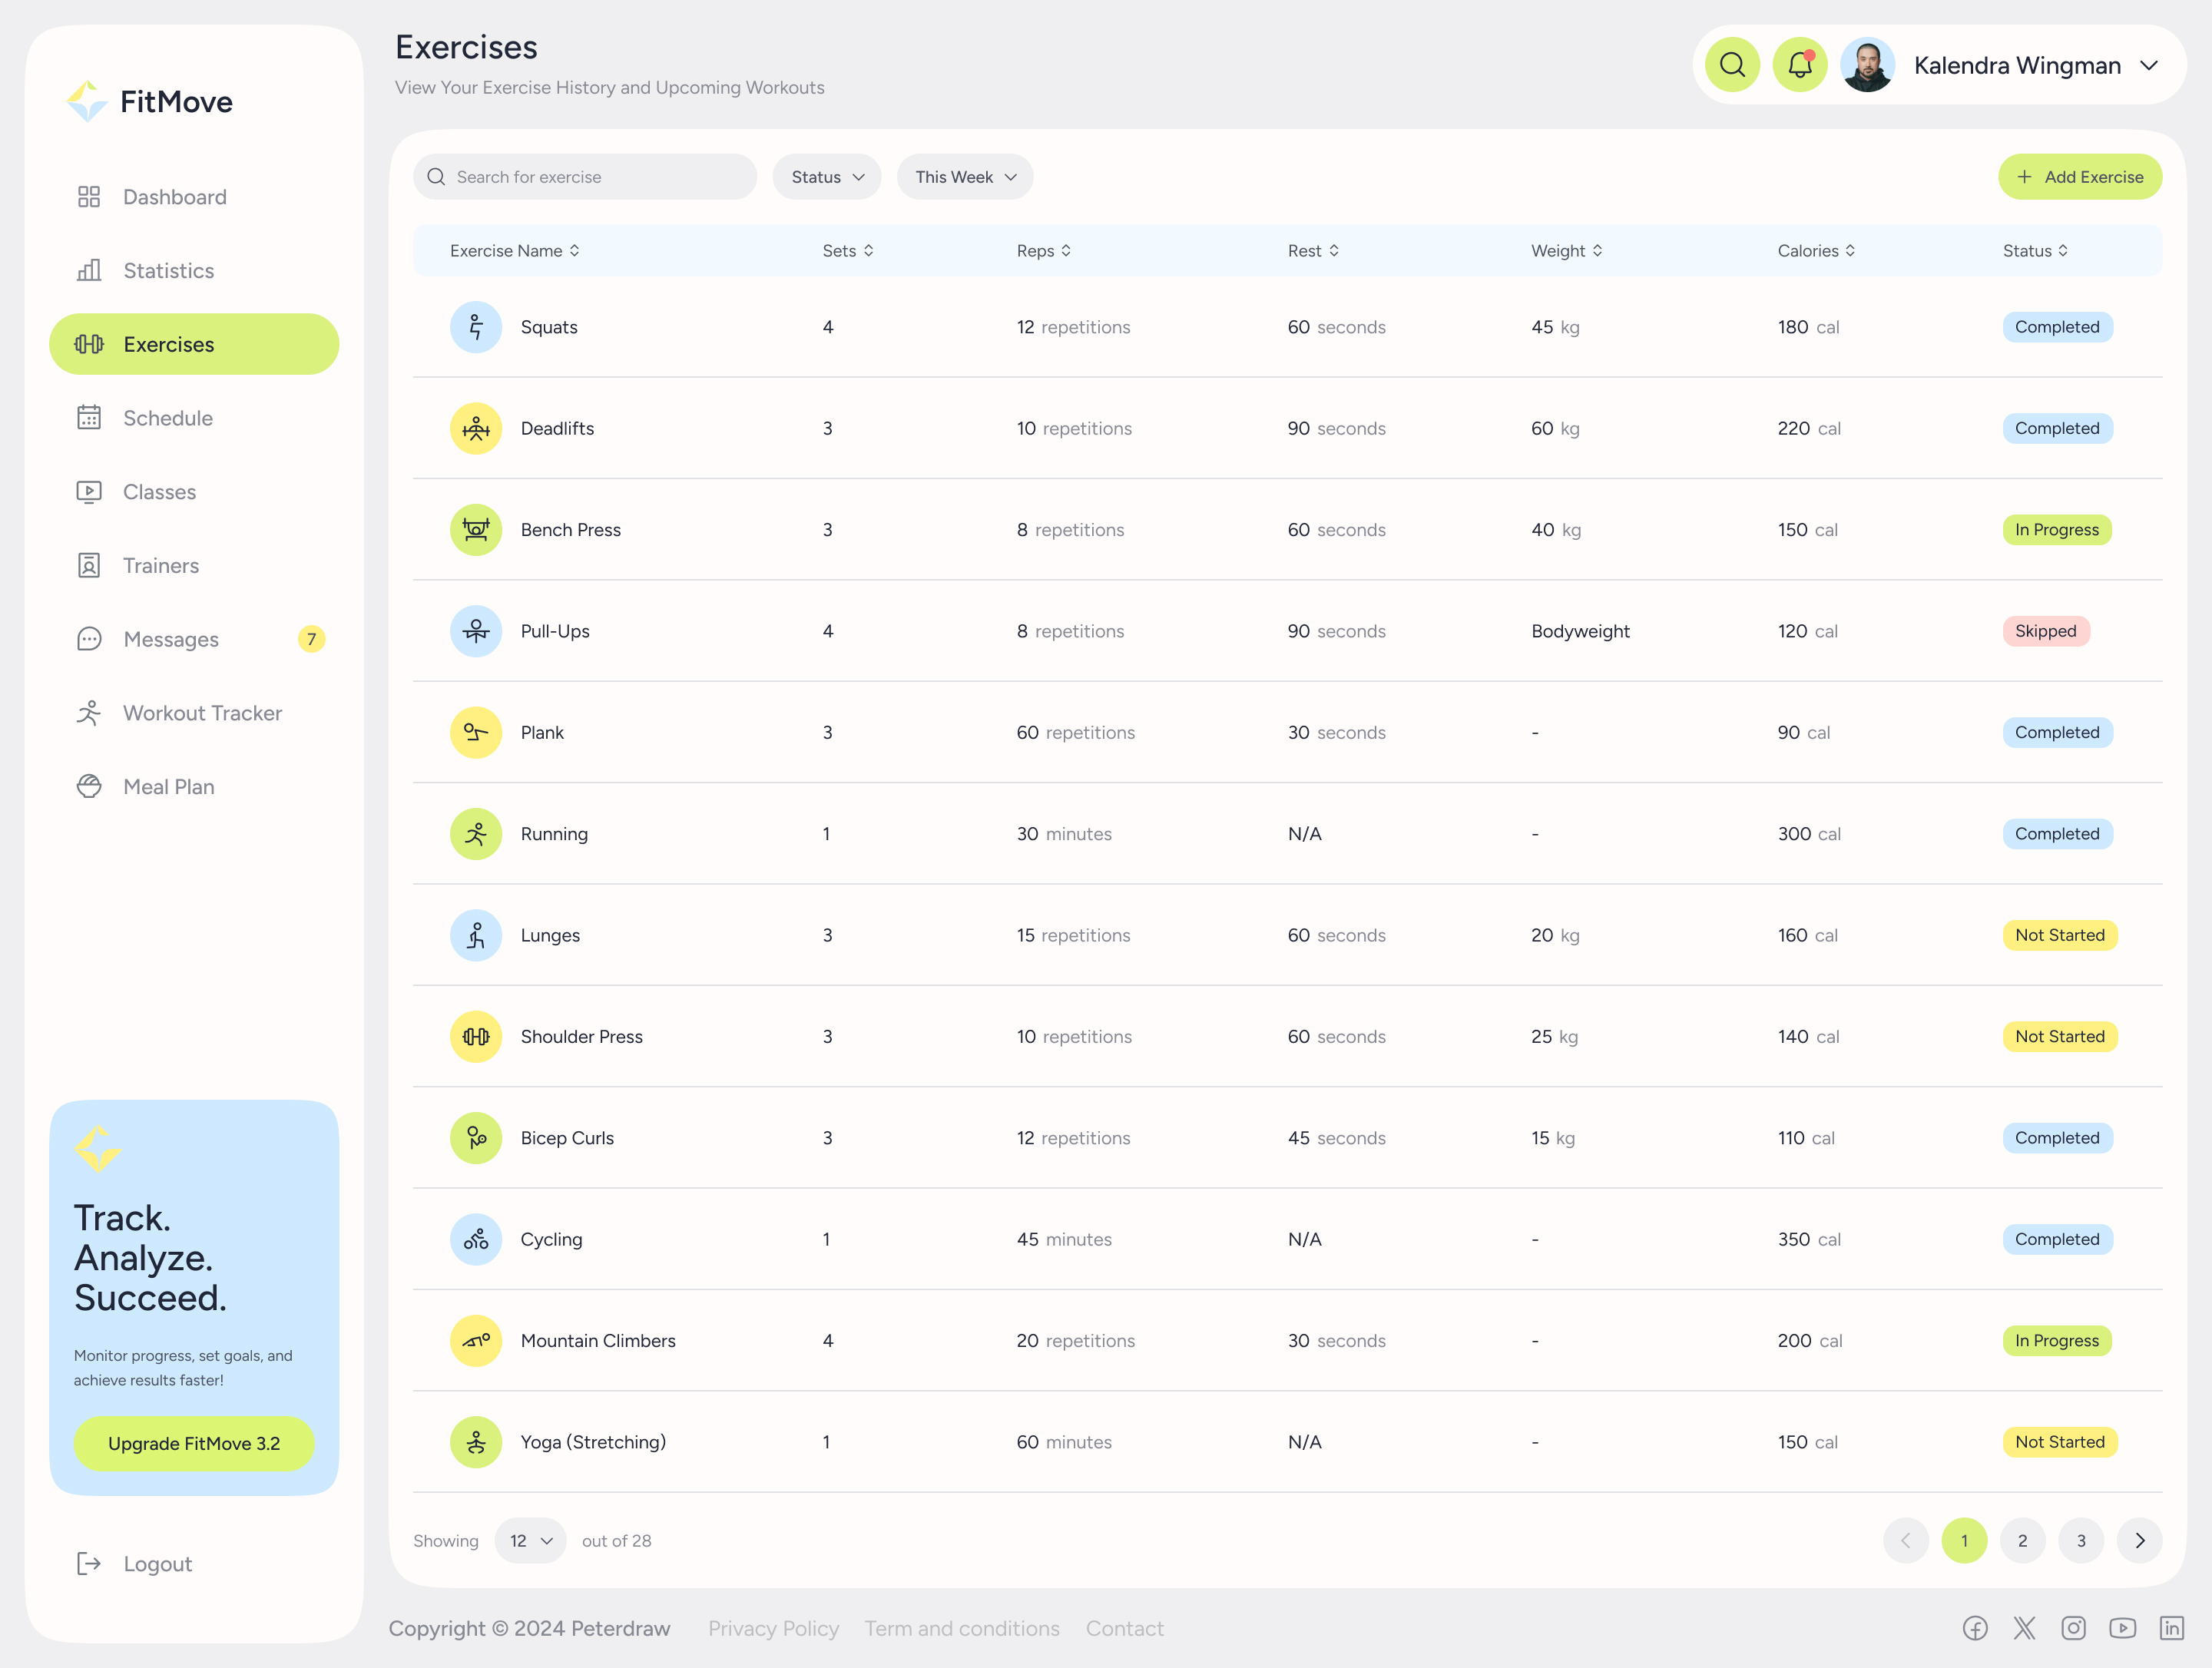 FitMove
Dashboard
Statistics
Exercises
Schedule
Classes
Trainers
Messages 7
Workout Tracker
Meal Plan
Track.
Analyze.
Succeed.
Monitor progress, set goals, and
achieve results faster!
Upgrade FitMove 3.2
Logout
Exercises
View Your Exercise History and Upcoming Workouts
Kalendra Wingman
Search for exercise Status This Week + Add Exercise
Exercise Name Sets Reps Rest Weight Calories Status
Squats 4 12 repetitions 60 seconds 45 kg 180 cal Completed
Deadlifts 3 10 repetitions 90 seconds 60 kg 220 cal Completed
Bench Press 3 8 repetitions 60 seconds 40 kg 150 cal In Progress
Pull-Ups 4 8 repetitions 90 seconds Bodyweight 120 cal Skipped
Plank 3 60 repetitions 30 seconds - 90 cal Completed
Running 1 30 minutes N/A - 300 cal Completed
Lunges 3 15 repetitions 60 seconds 20 kg 160 cal Not Started
Shoulder Press 3 10 repetitions 60 seconds 25 kg 140 cal Not Started
Bicep Curls 3 12 repetitions 45 seconds 15 kg 110 cal Completed
Cycling 1 45 minutes N/A - 350 cal Completed
Mountain Climbers 4 20 repetitions 30 seconds - 200 cal In Progress
Yoga (Stretching) 1 60 minutes N/A - 150 cal Not Started
Showing 12 out of 28 1 2 3
Copyright © 2024 Peterdraw Privacy Policy Term and conditions Contact